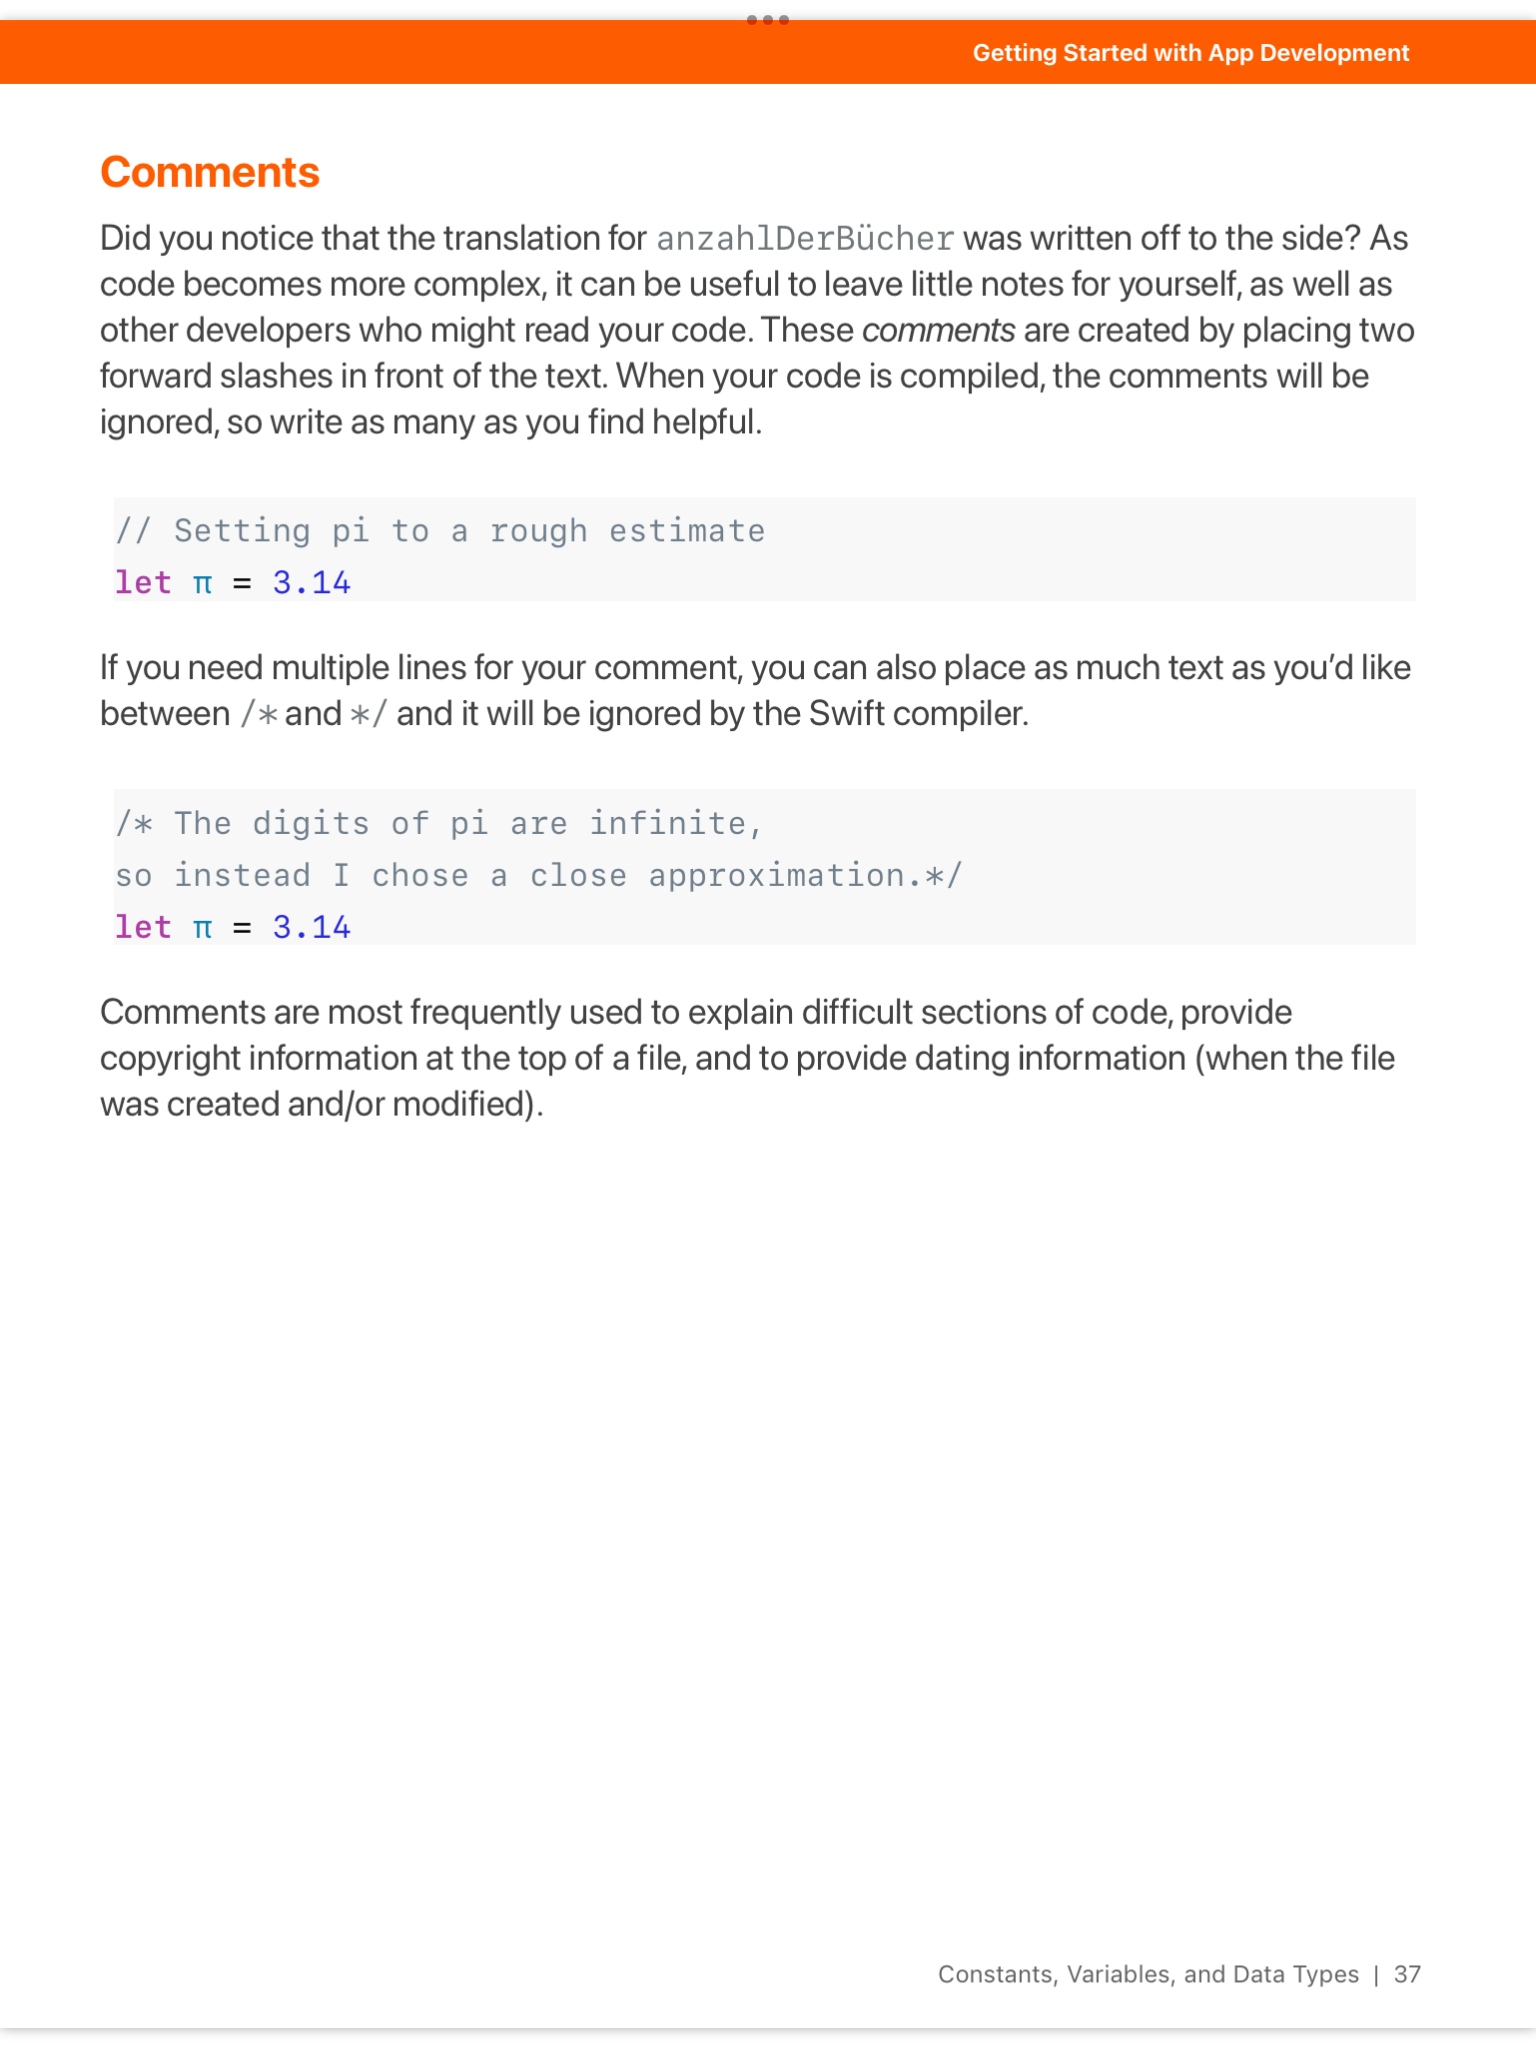 Getting Started with App Development
Comments
Did you notice that the translation for anzahlDerBücher was written off to the side? As
code becomes more complex, it can be useful to leave little notes for yourself, as well as
other developers who might read your code. These comments are created by placing two
forward slashes in front of the text. When your code is compiled, the comments will be
ignored, so write as many as you find helpful.
// Setting pi to a rough estimate
let π = 3.14
If you need multiple lines for your comment, you can also place as much text as you’d like
between /* and */ and it will be ignored by the Swift compiler.
/* The digits of pi are infinite,
so instead I chose a close approximation.*/
let π = 3.14
Comments are most frequently used to explain difficult sections of code, provide
copyright information at the top of a file, and to provide dating information (when the file
was created and/or modified).
Constants, Variables, and Data Types | 37